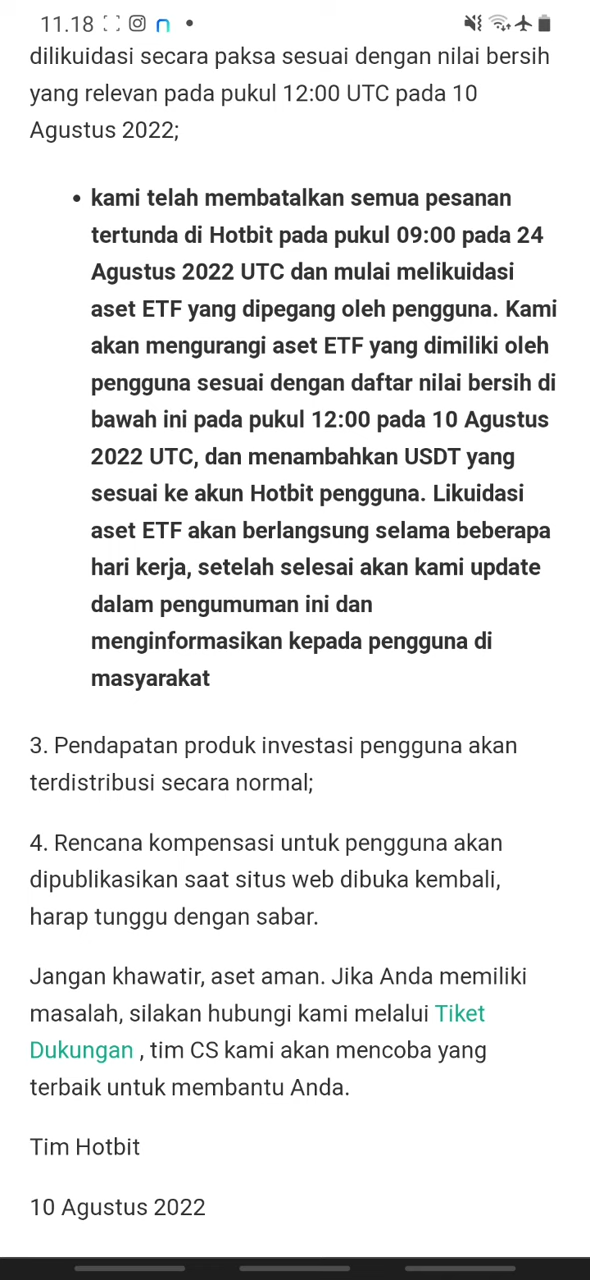 11.18
dilikuidasi secara paksa sesuai dengan nilai bersih
yang relevan pada pukul 12:00 UTC pada 10
Agustus 2022;
• kami telah membatalkan semua pesanan
tertunda di Hotbit pada pukul 09:00 pada 24
Agustus 2022 UTC dan mulai melikuidasi
aset ETF yang dipegang oleh pengguna. Kami
akan mengurangi aset ETF yang dimiliki oleh
pengguna sesuai dengan daftar nilai bersih di
bawah ini pada pukul 12:00 pada 10 Agustus
2022 UTC, dan menambahkan USDT yang
sesuai ke akun Hotbit pengguna. Likuidasi
aset ETF akan berlangsung selama beberapa
hari kerja, setelah selesai akan kami update
dalam pengumuman ini dan
menginformasikan kepada pengguna di
masyarakat
3. Pendapatan produk investasi pengguna akan
terdistribusi secara normal;
4. Rencana kompensasi untuk pengguna akan
dipublikasikan saat situs web dibuka kembali,
harap tunggu dengan sabar.
Jangan khawatir, aset aman. Jika Anda memiliki
masalah, silakan hubungi kami melalui Tiket
Dukungan , tim CS kami akan mencoba yang
terbaik untuk membantu Anda.
Tim Hotbit
10 Agustus 2022